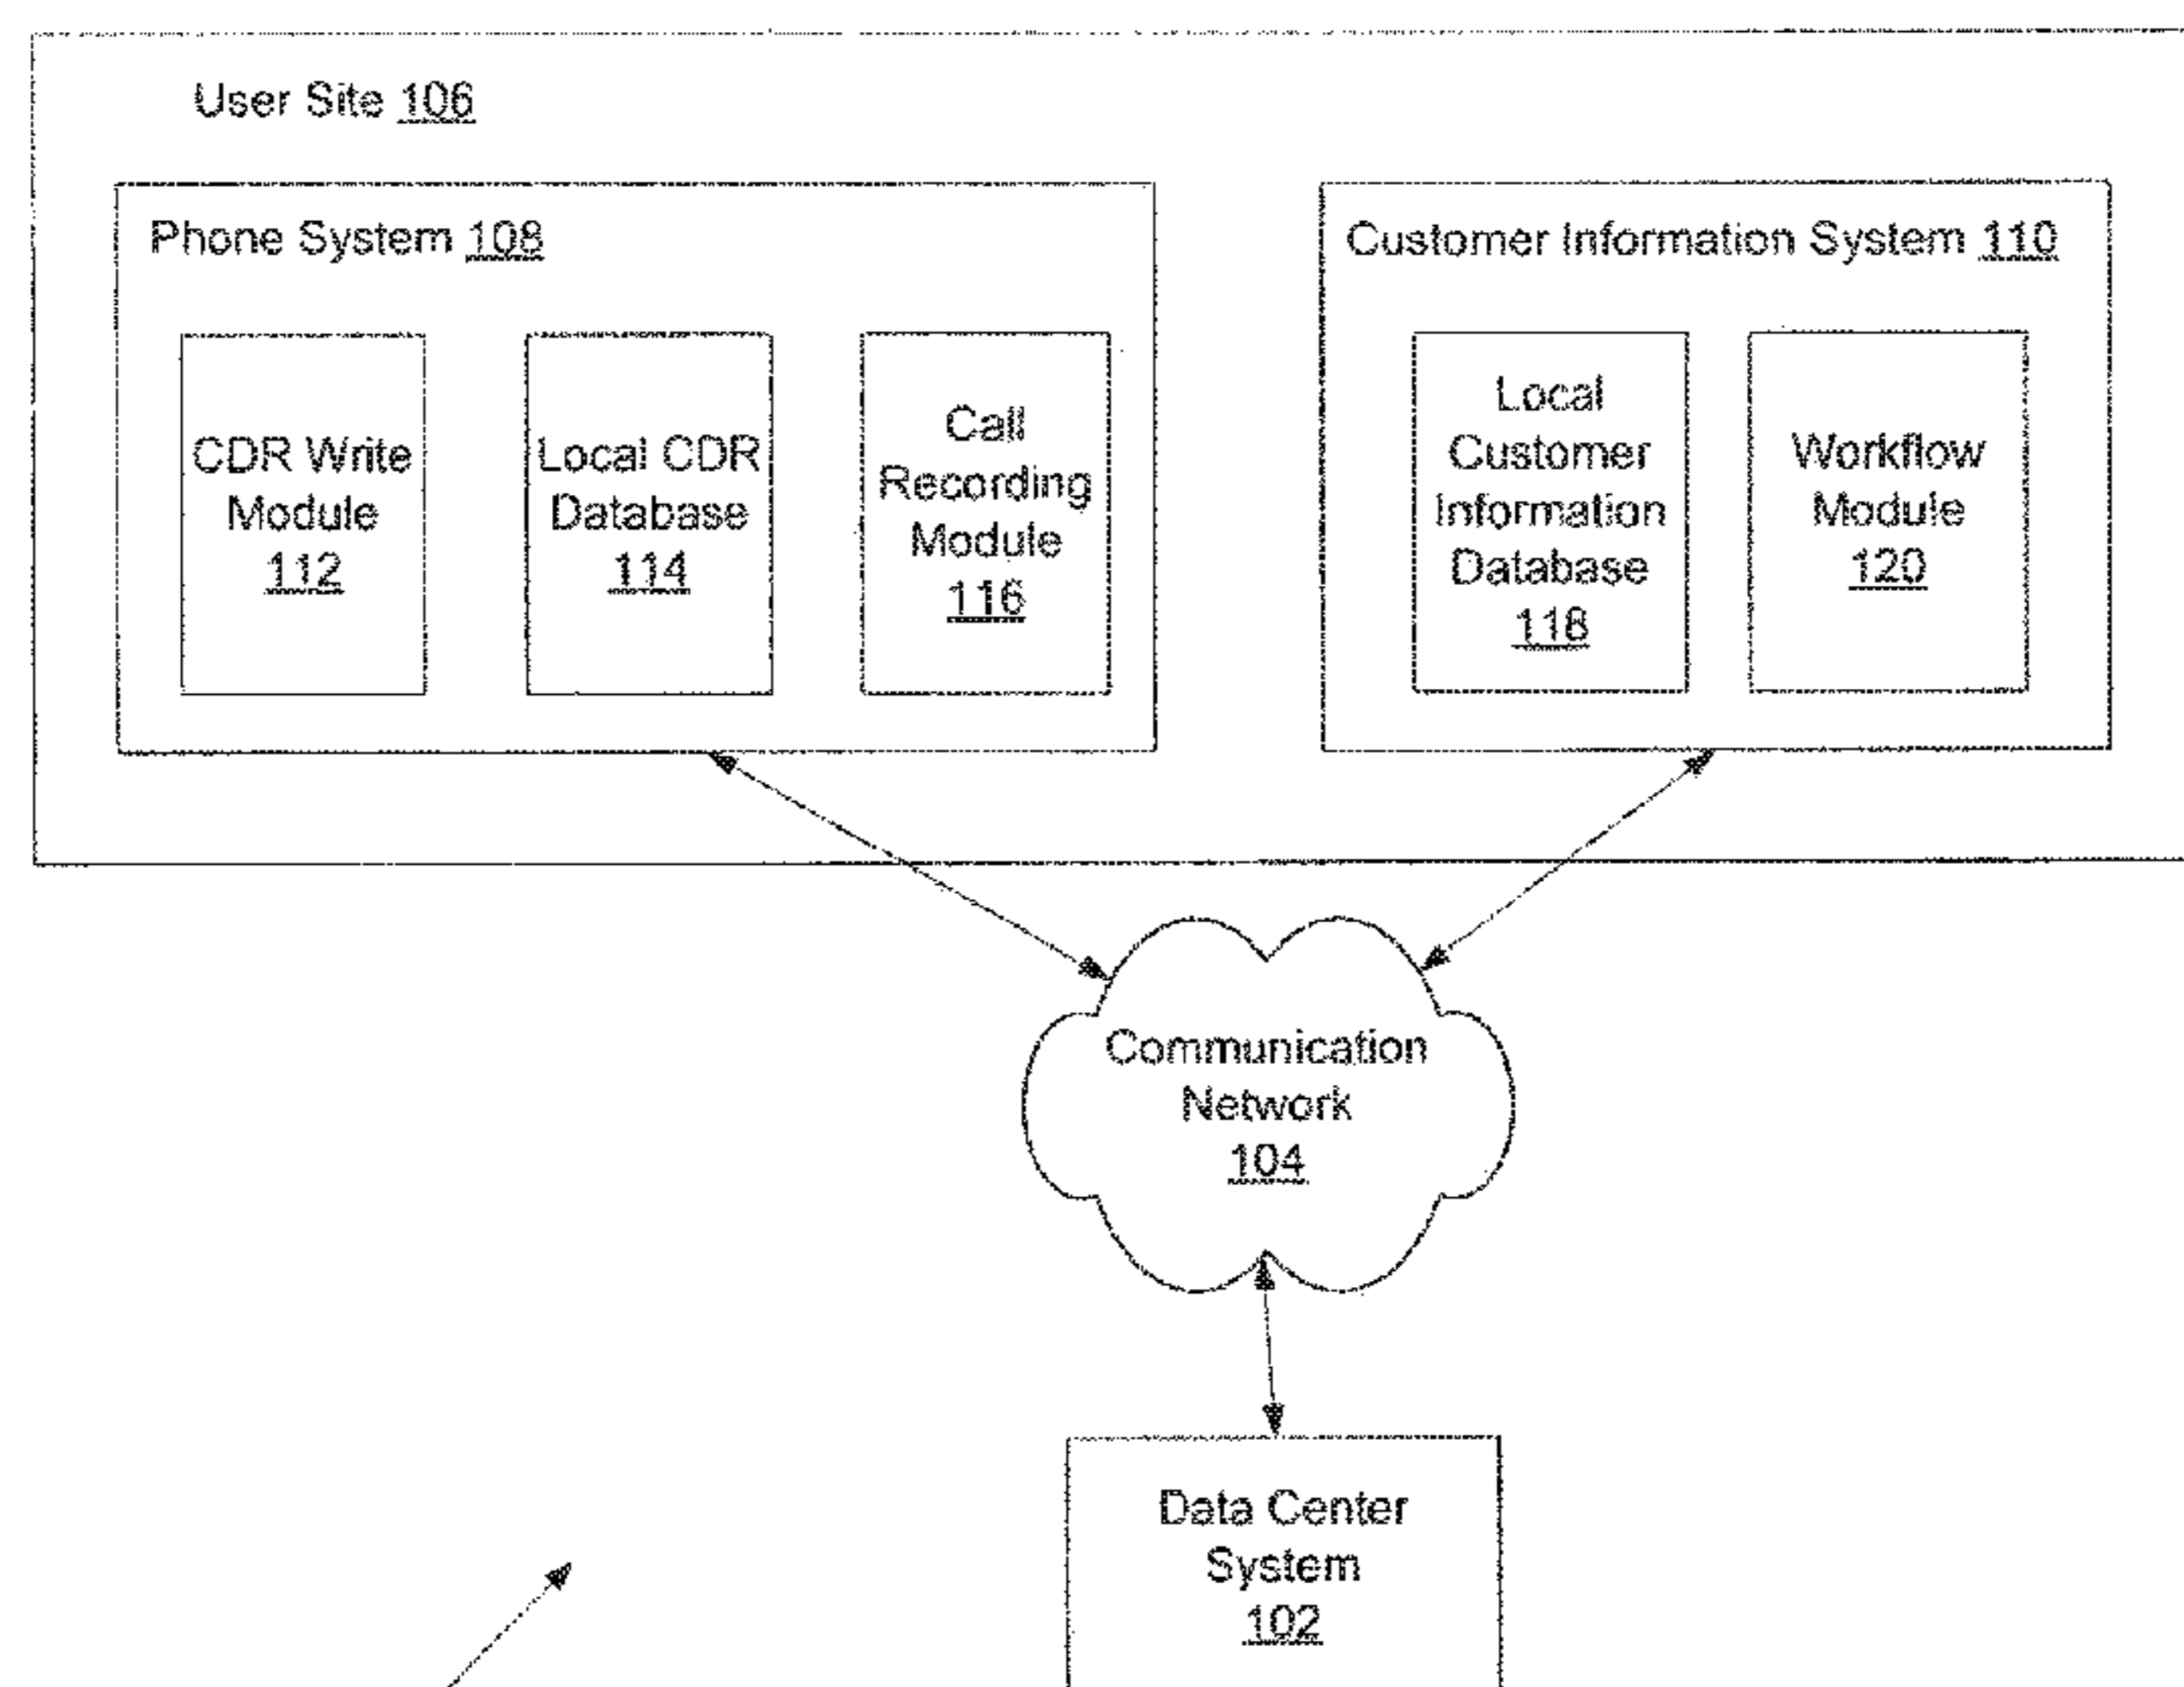 User Site 106
Phone System 108
Customer Information System 110
CDR Write
Module
112
Local CDR
Database
114
Call
Recording
Module
116
Local
Customer
Information
Database
118
Workflow
Module
120
Communication
Network
104
Data Center
System
102